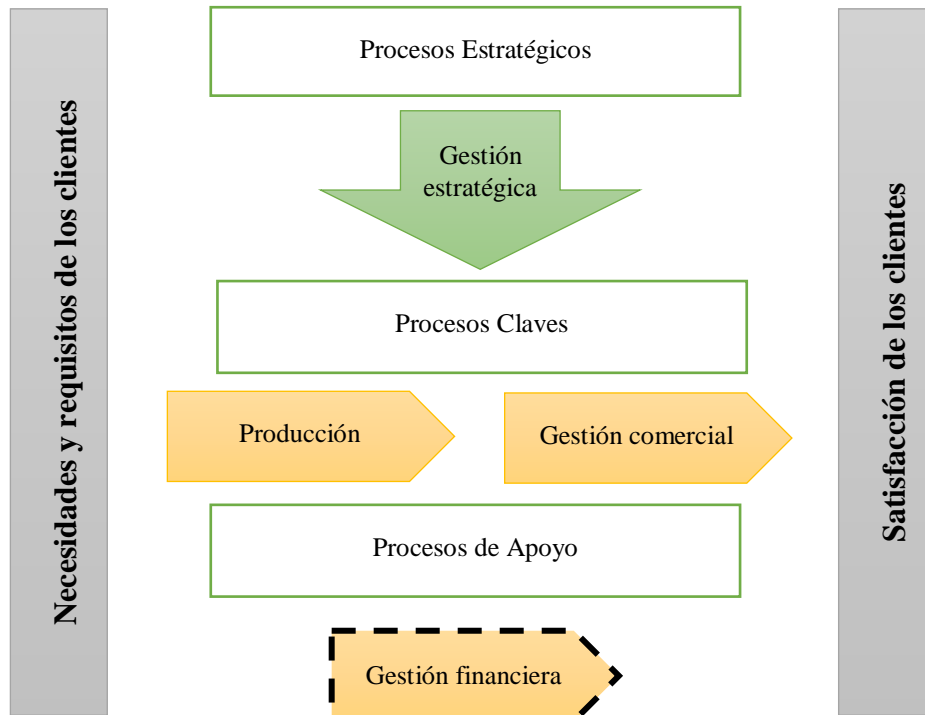 Necesidades y requisitos de los clientes
Procesos Estratégicos
Gestión
estratégica
Procesos Claves
Producción
Gestión comercial
Procesos de Apoyo
Gestión financiera
Satisfacción de los clientes